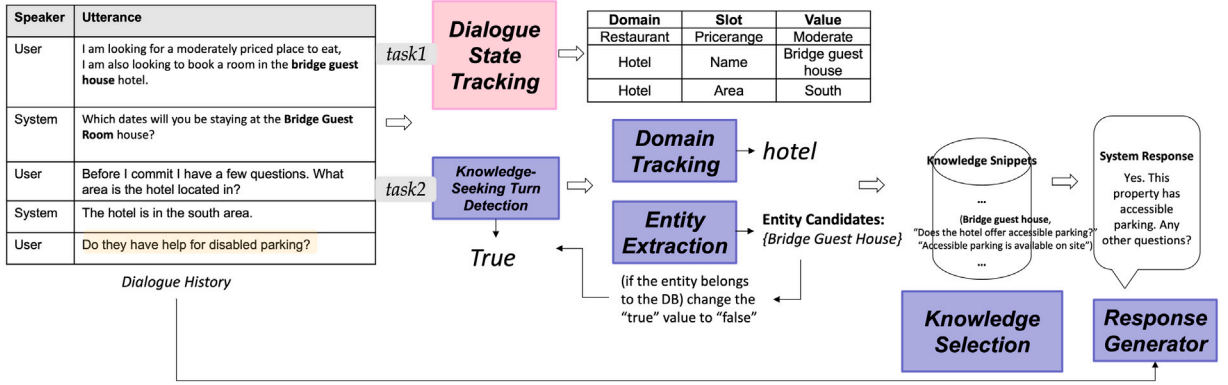 Speaker Utterance
User I am looking for a moderately priced place to eat,
I am also looking to book a room in the bridge guest
house hotel.
System Which dates will you be staying at the Bridge Guest
Room house?
User Before I commit I have a few questions. What
area is the hotel located in?
System The hotel is in the south area.
User Do they have help for disabled parking?
Dialogue History
task1
Dialogue
State
Tracking
Domain Slot Value
Restaurant Pricerange Moderate
Hotel Name Bridge guest
house
Hotel Area South
task2
Knowledge-
Seeking Turn
Detection
True
Domain
Tracking
hotel
Entity
Extraction
Entity Candidates:
{Bridge Guest House}
(if the entity belongs
to the DB) change the
“true” value to “false”
Knowledge Snippets
...
(Bridge guest house,
“Does the hotel offer accessible parking?”
“Accessible parking is available on site”)
...
Knowledge
Selection
System Response
Yes. This
property has
accessible
parking. Any
other questions?
Response
Generator